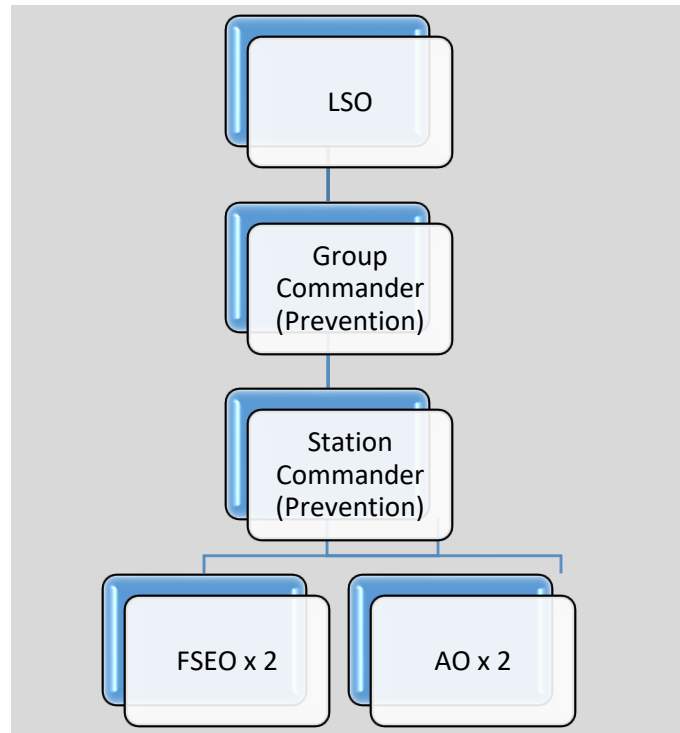 LSO
Group
Commander
(Prevention)
Station
Commander
(Prevention)
FSEO x 2
AO x 2